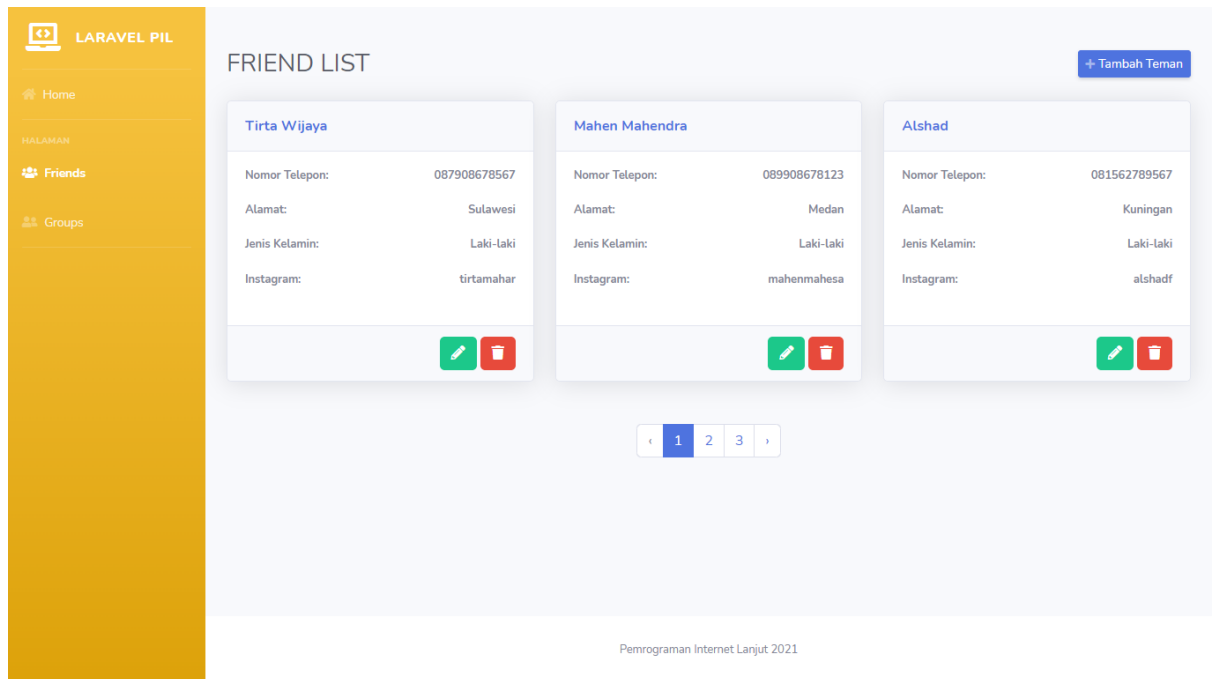 LARAVEL PIL
Home
HALAMAN
Friends
Groups
FRIEND LIST
+ Tambah Teman
Tirta Wijaya
Nomor Telepon: 087908678567
Alamat: Sulawesi
Jenis Kelamin: Laki-laki
Instagram: tirtamahar
Mahen Mahendra
Nomor Telepon: 089908678123
Alamat: Medan
Jenis Kelamin: Laki-laki
Instagram: mahenmahesa
Alshad
Nomor Telepon: 081562789567
Alamat: Kuningan
Jenis Kelamin: Laki-laki
Instagram: alshadf
‹ 1 2 3 ›
Pemrograman Internet Lanjut 2021